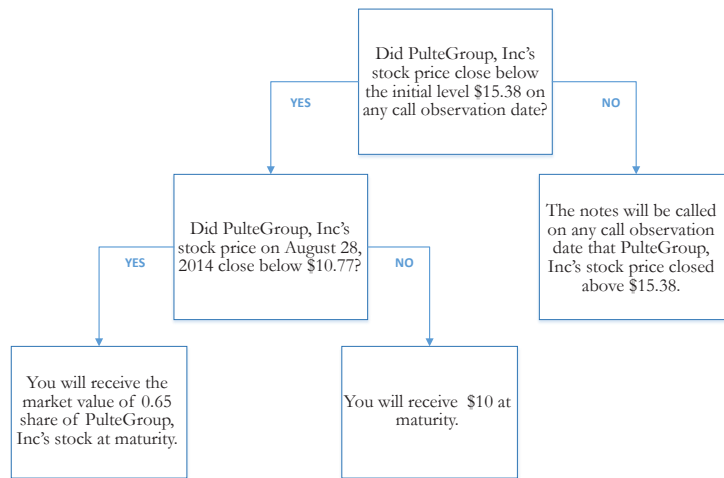 Did PulteGroup, Inc's
stock price close below
the initial level $15.38 on
any call observation date?
YES
NO
Did PulteGroup, Inc's
stock price on August 28,
2014 close below $10.77?
The notes will be called
on any call observation
date that PulteGroup,
Inc's stock price closed
above $15.38.
YES
NO
You will receive the
market value of 0.65
share of PulteGroup,
Inc's stock at maturity.
You will receive $10 at
maturity.